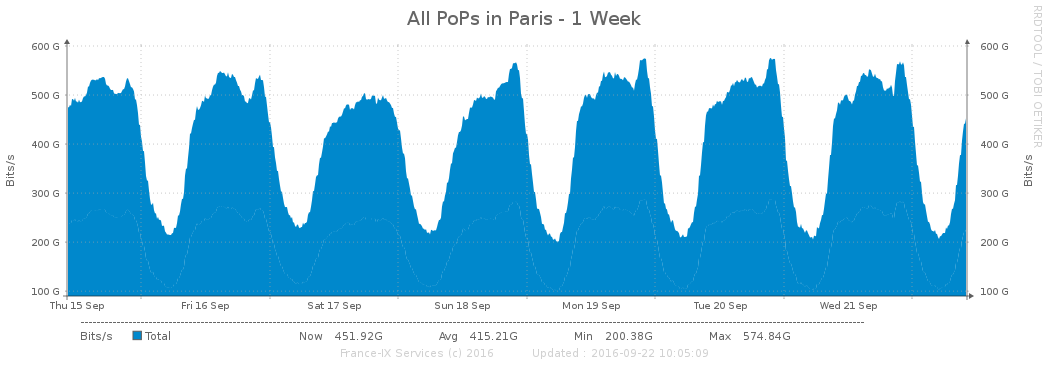 All PoPs in Paris - 1 Week
RRDTOOL / TOBI OETIKER
600 G 600 G
500 G 500 G
400 G 400 G
300 G 300 G
200 G 200 G
100 G 100 G
Bits/s
Bits/s
Thu 15 Sep Fri 16 Sep Sat 17 Sep Sun 18 Sep Mon 19 Sep Tue 20 Sep Wed 21 Sep
Bits/s Total Now 451.92G Avg 415.21G Min 200.38G Max 574.84G
France-IX Services (c) 2016 Updated : 2016-09-22 10:05:09